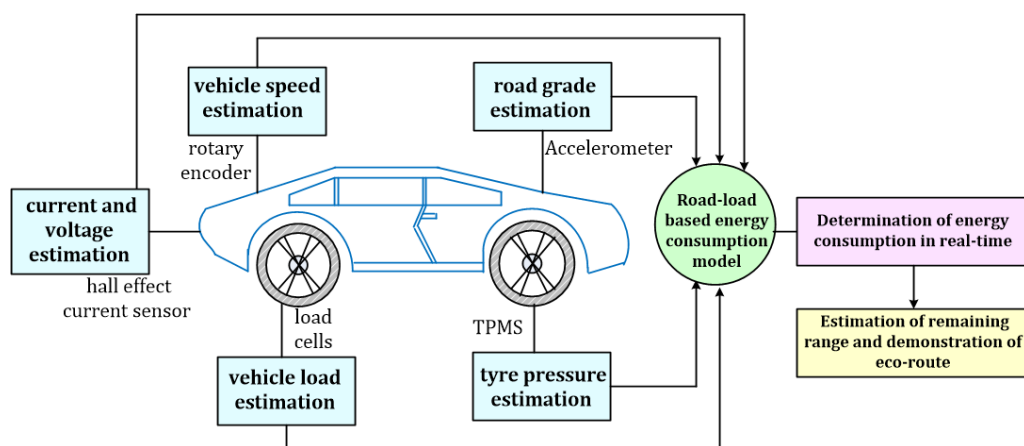 vehicle speed
estimation
rotary
encoder
road grade
estimation
Accelerometer
current and
voltage
estimation
hall effect
current sensor
load
cells
vehicle load
estimation
TPMS
tyre pressure
estimation
Road-load
based energy
consumption
model
Determination of energy
consumption in real-time
Estimation of remaining
range and demonstration of
eco-route